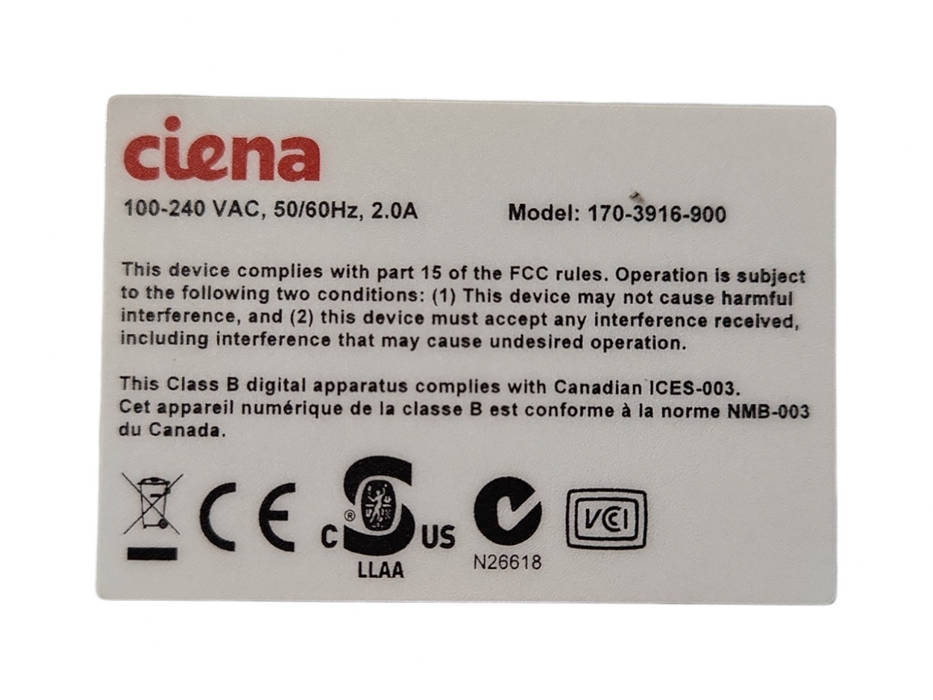 ciena
100-240 VAC, 50/60Hz, 2.0A
Model: 170-3916-900
This device complies with part 15 of the FCC rules. Operation is subject
to the following two conditions: (1) This device may not cause harmful
interference, and (2) this device must accept any interference received,
including interference that may cause undesired operation.
This Class B digital apparatus complies with Canadian ICES-003.
Cet appareil numérique de la classe B est conforme à la norme NMB-003
du Canada.
CE
® C S US
LLAA
N26618
VCI